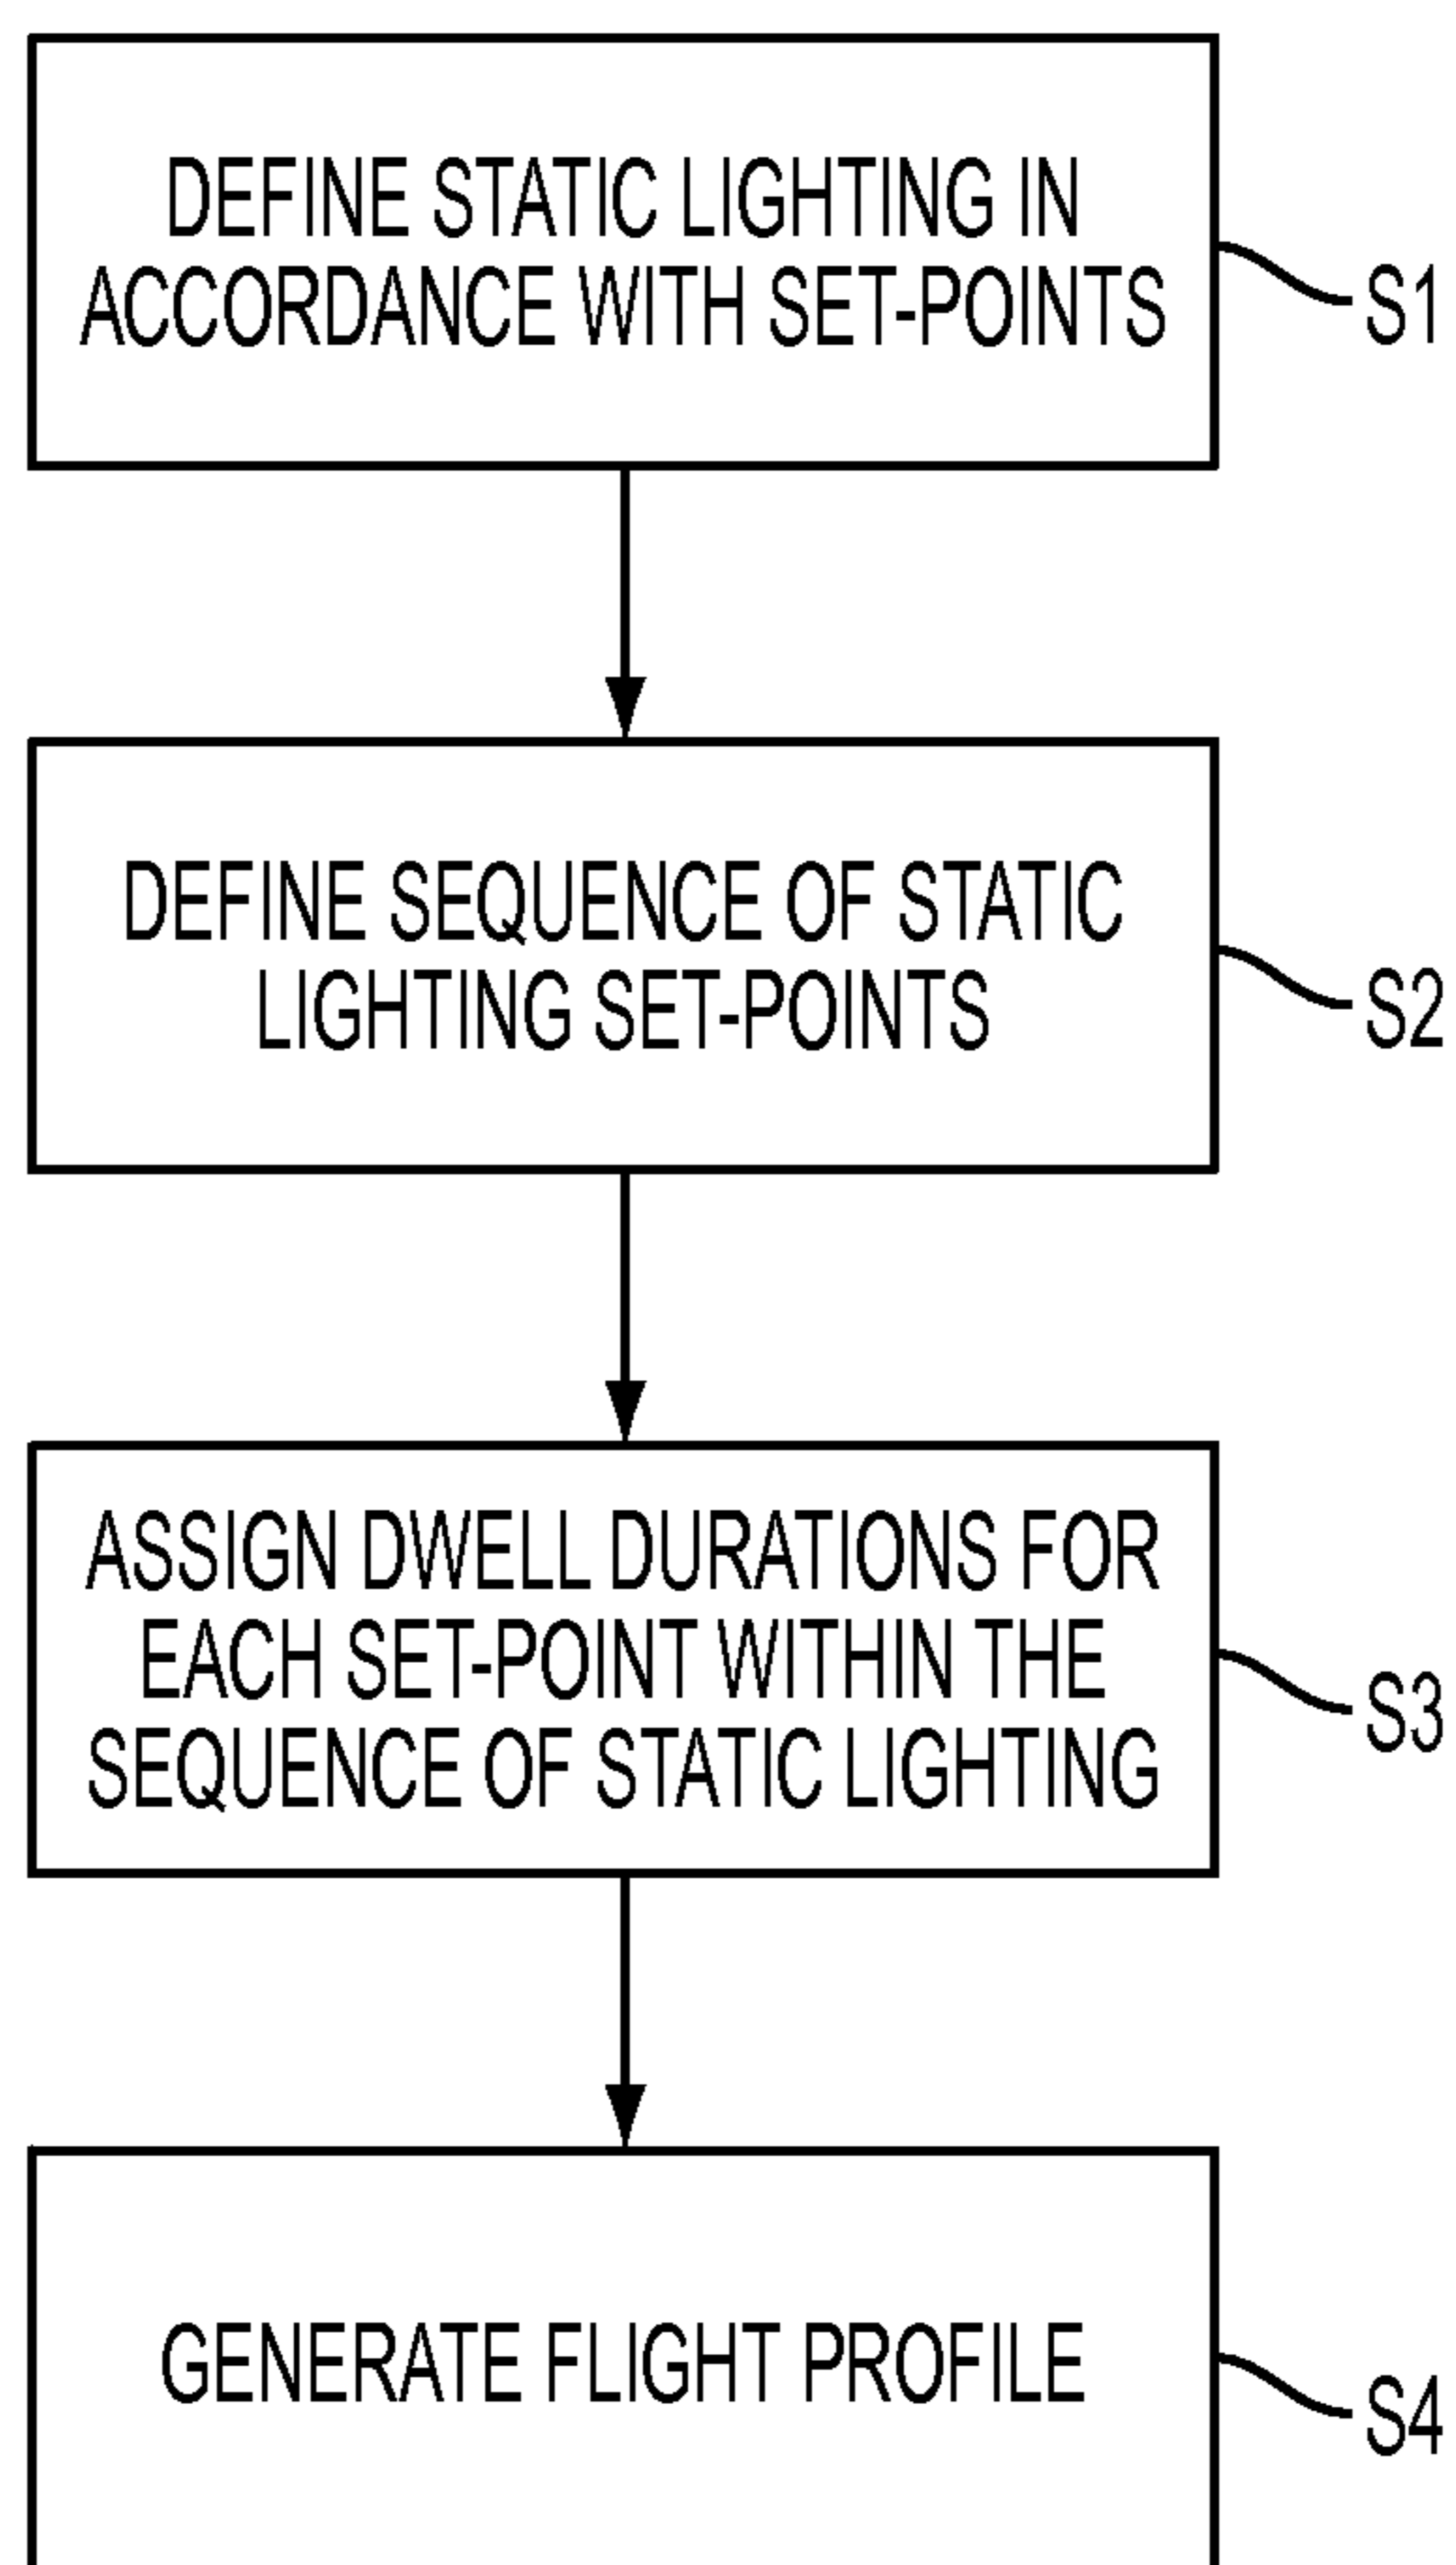 DEFINE STATIC LIGHTING IN
ACCORDANCE WITH SET-POINTS
S1
DEFINE SEQUENCE OF STATIC
LIGHTING SET-POINTS
S2
ASSIGN DWELL DURATIONS FOR
EACH SET-POINT WITHIN THE
SEQUENCE OF STATIC LIGHTING
S3
GENERATE FLIGHT PROFILE
S4